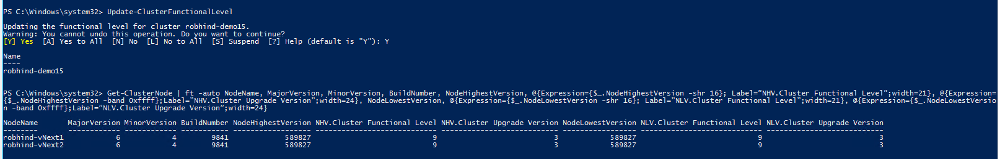 PS C:\Windows\system32> Update-ClusterFunctionalLevel
Updating the functional level for cluster robhind-demo15.
Warning: You cannot undo this operation. Do you want to continue?
[Y] Yes  [A] Yes to All  [N] No  [L] No to All  [S] Suspend  [?] Help (default is "Y"): Y
Name
----
robhind-demo15
PS C:\Windows\system32> Get-ClusterNode | ft -auto NodeName, MajorVersion, MinorVersion, BuildNumber, NodeHighestVersion, @{Expression={$_.NodeHighestVersion -shr 16}; Label="NHV.Cluster Functional Level";width=21}, @{Expression=
{$_.NodeHighestVersion -band 0xffff};Label="NHV.Cluster Upgrade Version";width=24}, NodeLowestVersion, @{Expression={$_.NodeLowestVersion -shr 16}; Label="NLV.Cluster Functional Level";width=21}, @{Expression={$_.NodeLowestVersio
n -band 0xffff};Label="NLV.Cluster Upgrade Version";width=24}
NodeName      MajorVersion MinorVersion BuildNumber NodeHighestVersion NHV.Cluster Functional Level NHV.Cluster Upgrade Version NodeLowestVersion NLV.Cluster Functional Level NLV.Cluster Upgrade Version
--------      ------------ ------------ ----------- ------------------ ---------------------------- --------------------------- ----------------- ---------------------------- ---------------------------
robhind-vNext1            6            4        9841             589827                            9                           3            589827                            9                           3
robhind-vNext2            6            4        9841             589827                            9                           3            589827                            9                           3